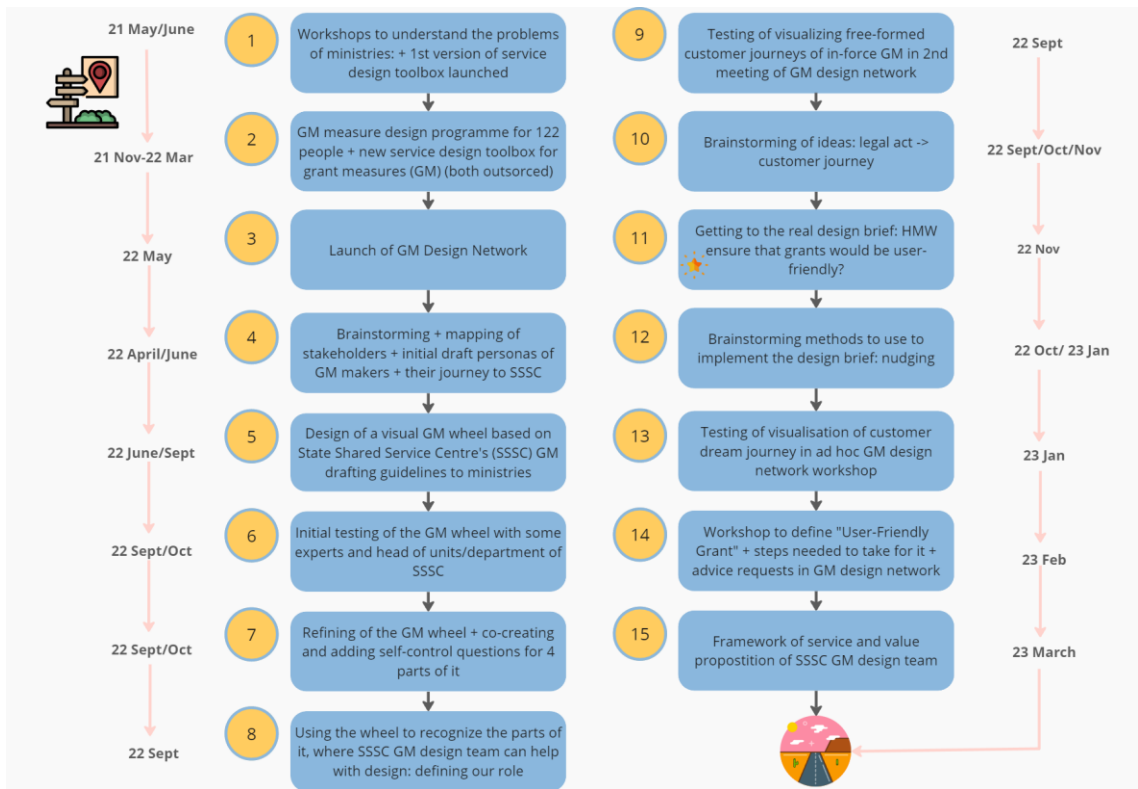 21 May/June
1
Workshops to understand the problems
of ministries: + 1st version of service
design toolbox launched
21 Nov-22 Mar
2
GM measure design programme for 122
people + new service design toolbox for
grant measures (GM) (both outsorced)
22 May
3
Launch of GM Design Network
22 April/June
4
Brainstorming + mapping of
stakeholders + initial draft personas of
GM makers + their journey to SSSC
22 June/Sept
5
Design of a visual GM wheel based on
State Shared Service Centre's (SSSC) GM
drafting guidelines to ministries
22 Sept/Oct
6
Initial testing of the GM wheel with some
experts and head of units/department of
SSSC
22 Sept/Oct
7
Refining of the GM wheel + co-creating
and adding self-control questions for 4
parts of it
22 Sept
8
Using the wheel to recognize the parts of
it, where SSSC GM design team can help
with design: defining our role
9
Testing of visualizing free-formed
customer journeys of in-force GM in 2nd
meeting of GM design network
22 Sept
10
Brainstorming of ideas: legal act ->
customer journey
22 Sept/Oct/Nov
11
Getting to the real design brief: HMW
ensure that grants would be user-
friendly?
22 Nov
12
Brainstorming methods to use to
implement the design brief: nudging
22 Oct/ 23 Jan
13
Testing of visualisation of customer
dream journey in ad hoc GM design
network workshop
23 Jan
14
Workshop to define "User-Friendly
Grant" + steps needed to take for it +
advice requests in GM design network
23 Feb
15
Framework of service and value
propostition of SSSC GM design team
23 March